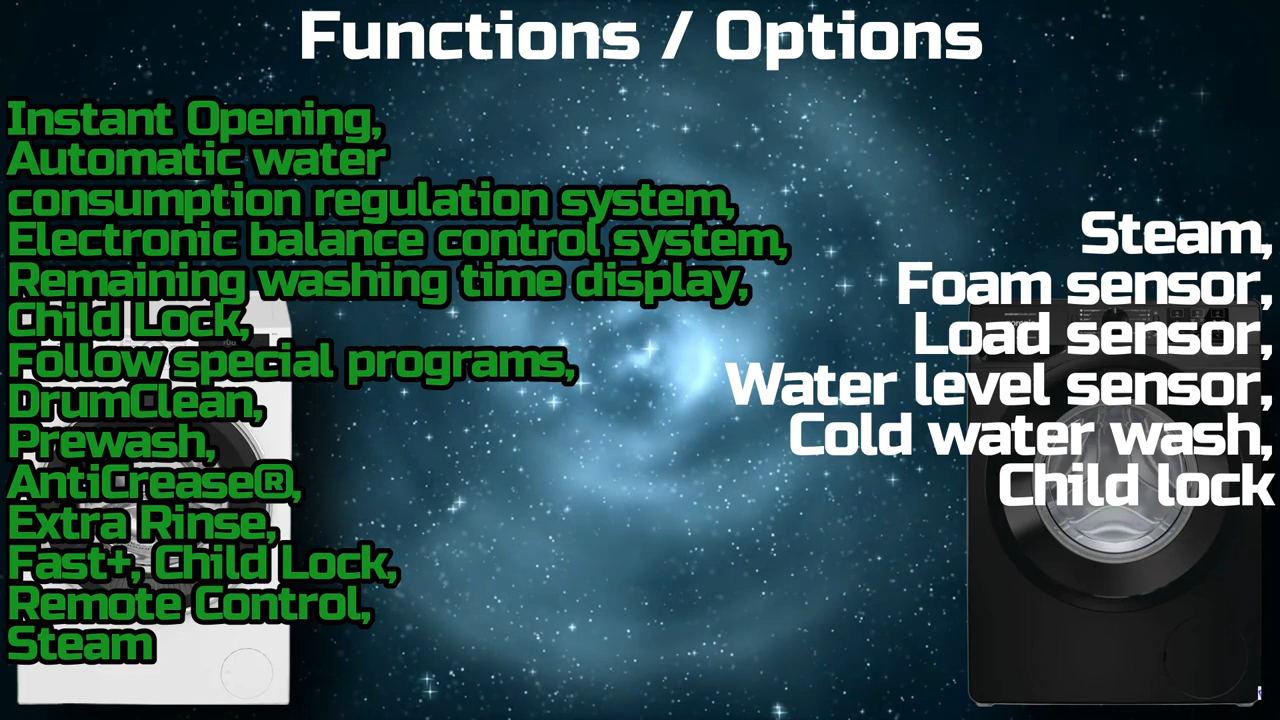 Functions / Options
Instant Opening,
Automatic water
consumption regulation system,
Electronic balance control system,
Remaining washing time display,
Child Lock,
Follow special programs,
DrumClean,
Prewash,
AntiCrease®,
Extra Rinse,
Fast+, Child Lock,
Remote Control,
Steam
Steam,
Foam sensor,
Load sensor,
Water level sensor,
Cold water wash,
Child lock